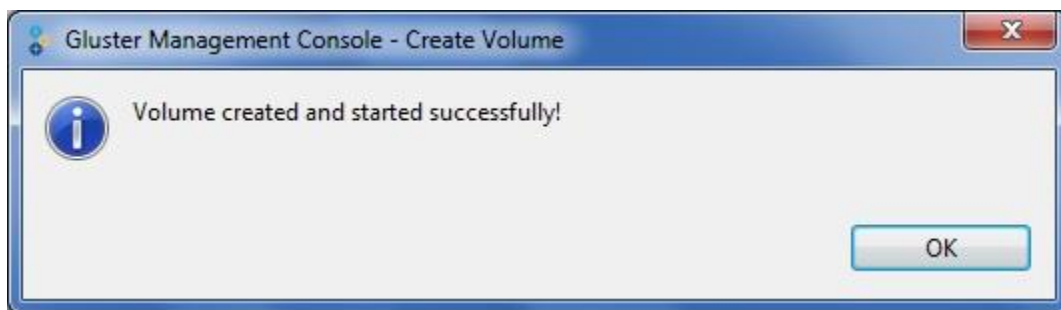 Gluster Management Console - Create Volume
Volume created and started successfully!
OK